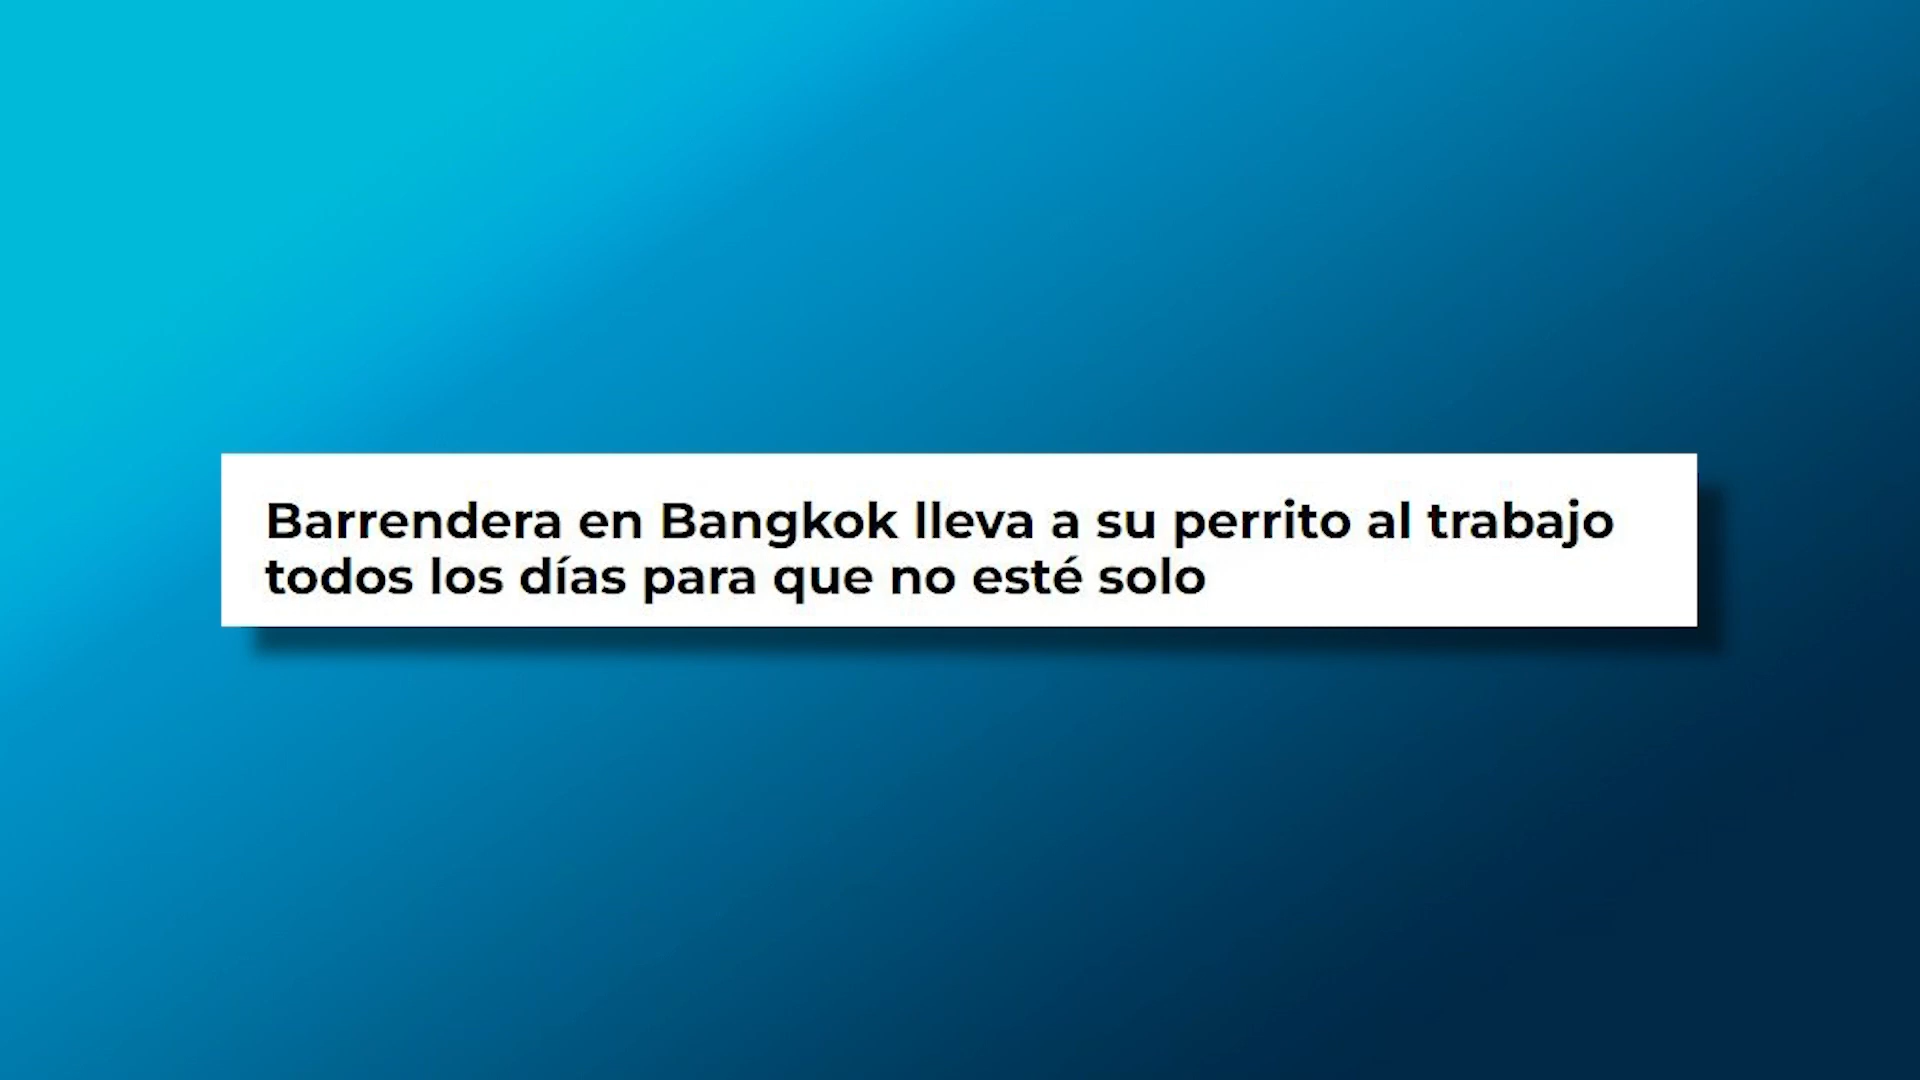 Barrendera en Bangkok lleva a su perrito al trabajo
todos los días para que no esté solo